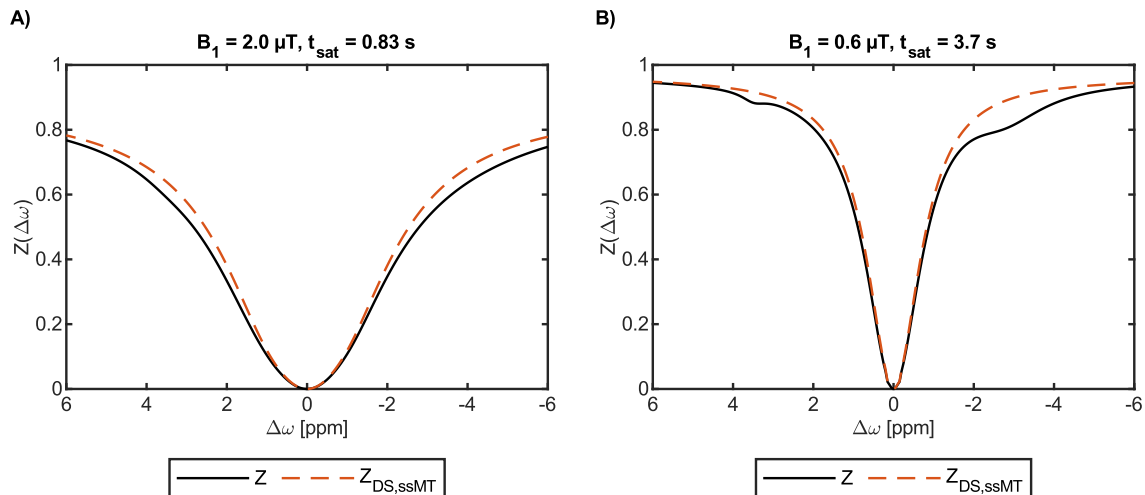 A)
B₁ = 2.0 µT, t_sat = 0.83 s
1
0.8
0.6
0.4
0.2
0
Z(Δω)
6 4 2 0 -2 -4 -6
Δω [ppm]
Z Z_DS,ssMT
B)
B₁ = 0.6 µT, t_sat = 3.7 s
1
0.8
0.6
0.4
0.2
0
Z(Δω)
6 4 2 0 -2 -4 -6
Δω [ppm]
Z Z_DS,ssMT